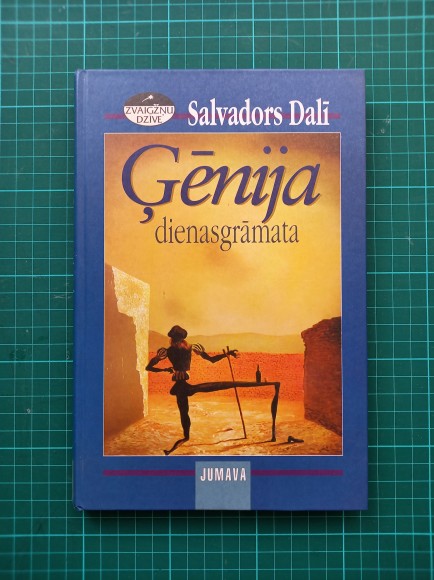 ZVAIGŽŅU
DZĪVE
Salvadors Dalī
Ģēnija
dienasgrāmata
JUMAVA